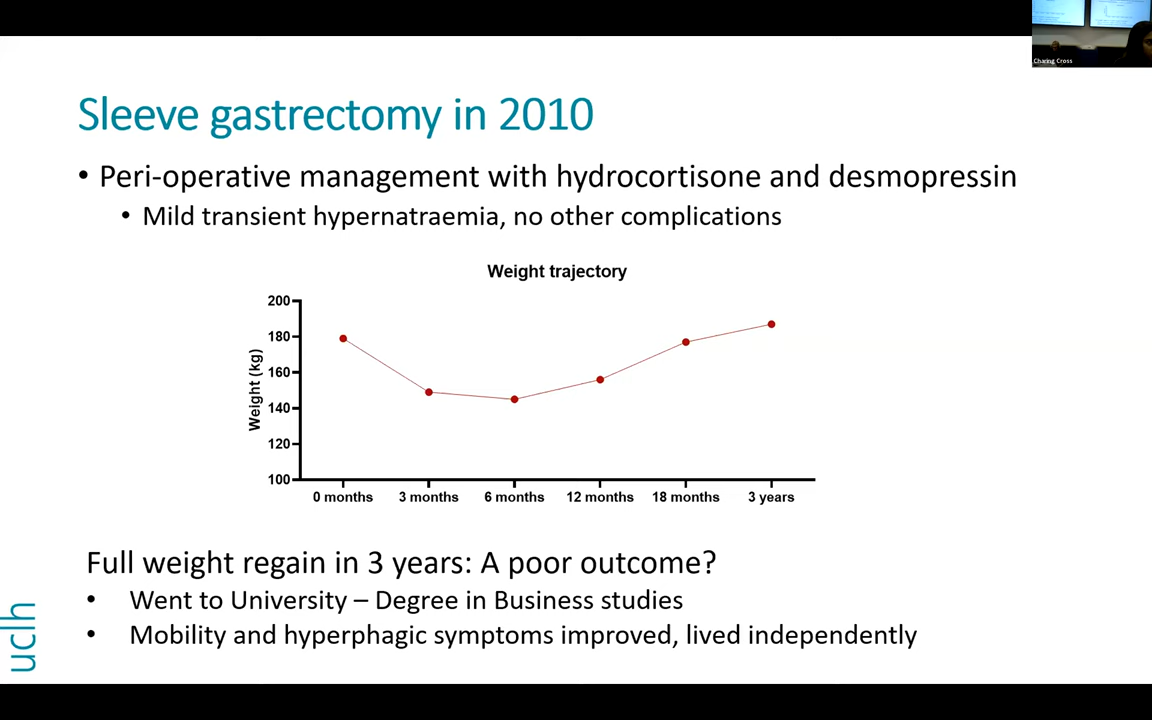 Charing Cross
Sleeve gastrectomy in 2010
• Peri-operative management with hydrocortisone and desmopressin
• Mild transient hypernatraemia, no other complications
Weight trajectory
Weight (kg)
200
180
160
140
120
100
0 months 3 months 6 months 12 months 18 months 3 years
Full weight regain in 3 years: A poor outcome?
• Went to University – Degree in Business studies
• Mobility and hyperphagic symptoms improved, lived independently
uclh